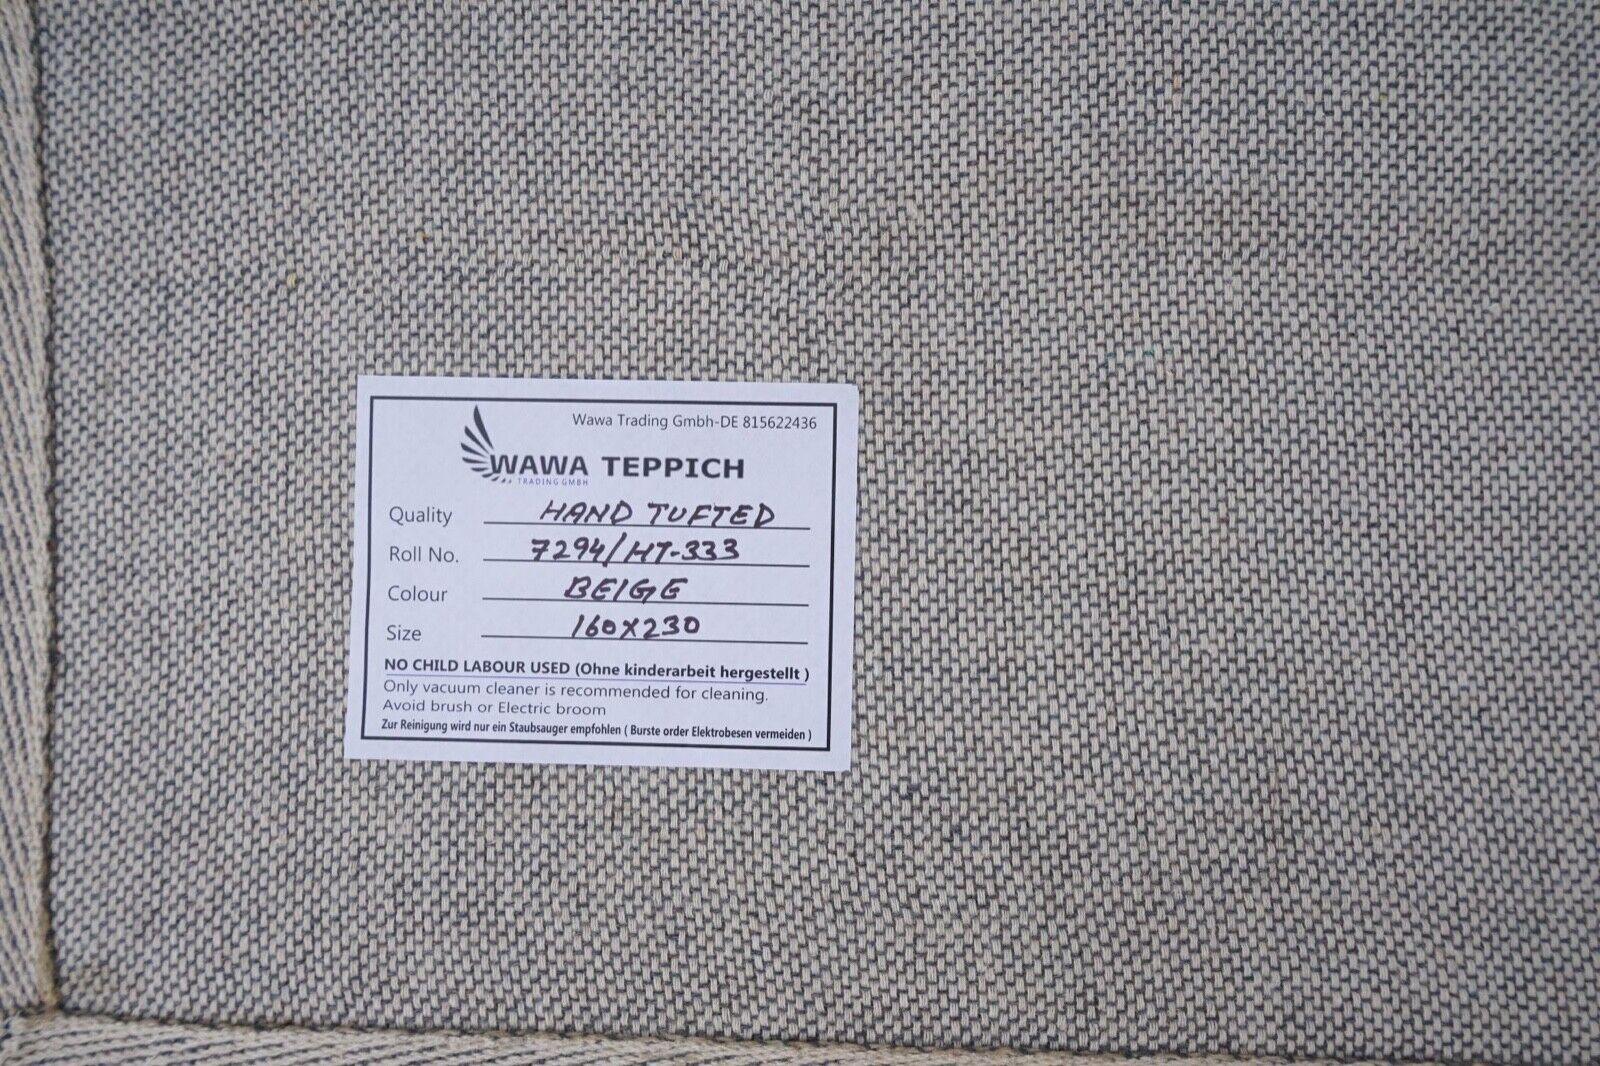 Wawa Trading Gmbh-DE 815622436
WAWA TEPPICH
TRADING GMBH
Quality HAND TUFTED
Roll No. 7294/HT-333
Colour BEIGE
Size 160X230
NO CHILD LABOUR USED (Ohne kinderarbeit hergestellt )
Only vacuum cleaner is recommended for cleaning.
Avoid brush or Electric broom
Zur Reinigung wird nur ein Staubsauger empfohlen ( Burste order Elektrobesen vermeiden )